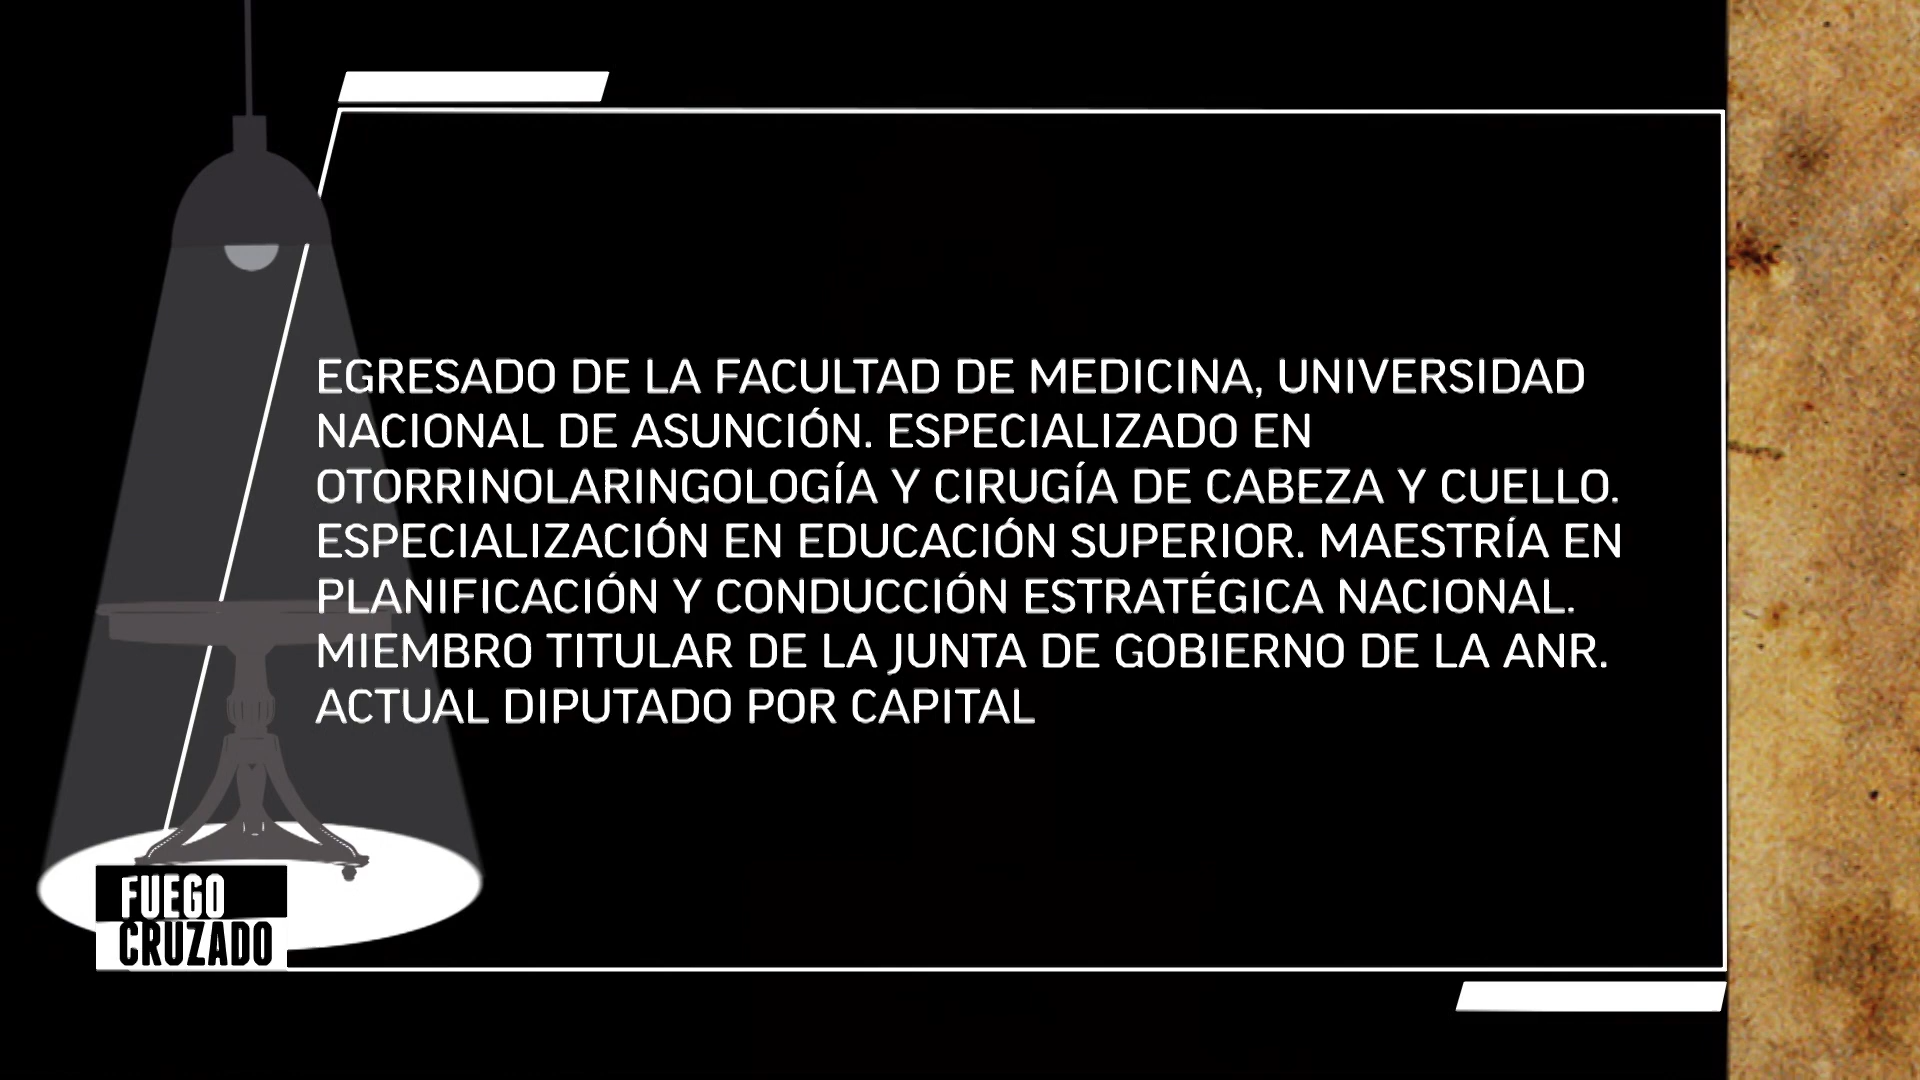 EGRESADO DE LA FACULTAD DE MEDICINA, UNIVERSIDAD
NACIONAL DE ASUNCIÓN. ESPECIALIZADO EN
OTORRINOLARINGOLOGÍA Y CIRUGÍA DE CABEZA Y CUELLO.
ESPECIALIZACIÓN EN EDUCACIÓN SUPERIOR. MAESTRÍA EN
PLANIFICACIÓN Y CONDUCCIÓN ESTRATÉGICA NACIONAL.
MIEMBRO TITULAR DE LA JUNTA DE GOBIERNO DE LA ANR.
ACTUAL DIPUTADO POR CAPITAL
FUEGO
CRUZADO